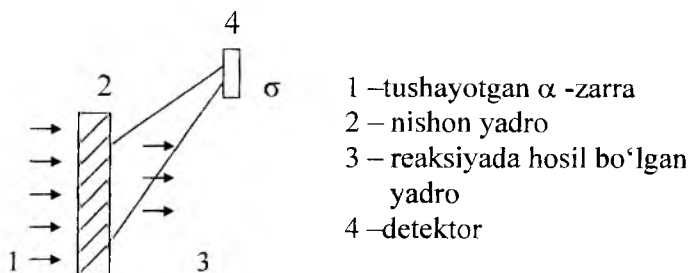 4
2
σ
1
3
1 –tushayotgan α -zarra
2 – nishon yadro
3 – reaksiyada hosil bo‘lgan
yadro
4 –detektor